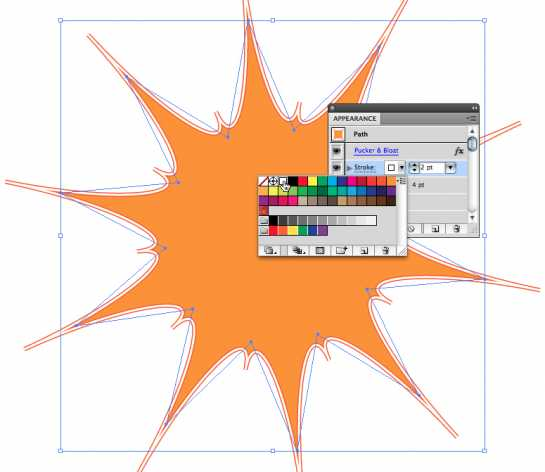 APPEARANCE
Path
Pucker & Bloat fx
Stroke: 2 pt
4 pt